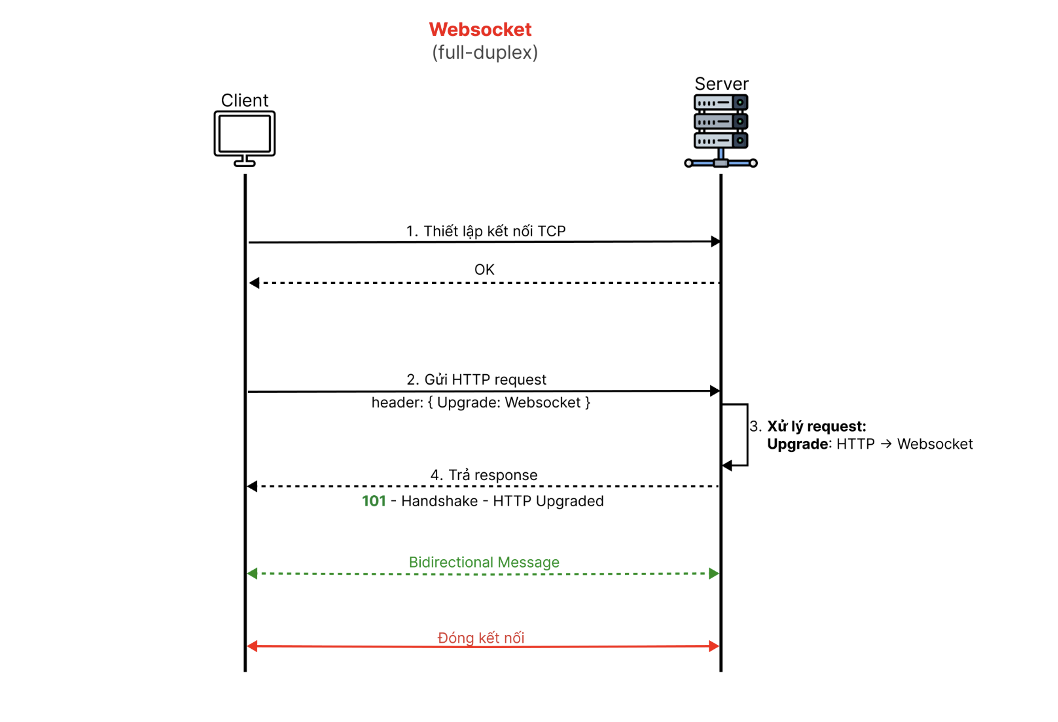 Websocket
(full-duplex)
Client
Server
1. Thiết lập kết nối TCP
OK
2. Gửi HTTP request
header: { Upgrade: Websocket }
3. Xử lý request:
Upgrade: HTTP → Websocket
4. Trả response
101 - Handshake - HTTP Upgraded
Bidirectional Message
Đóng kết nối